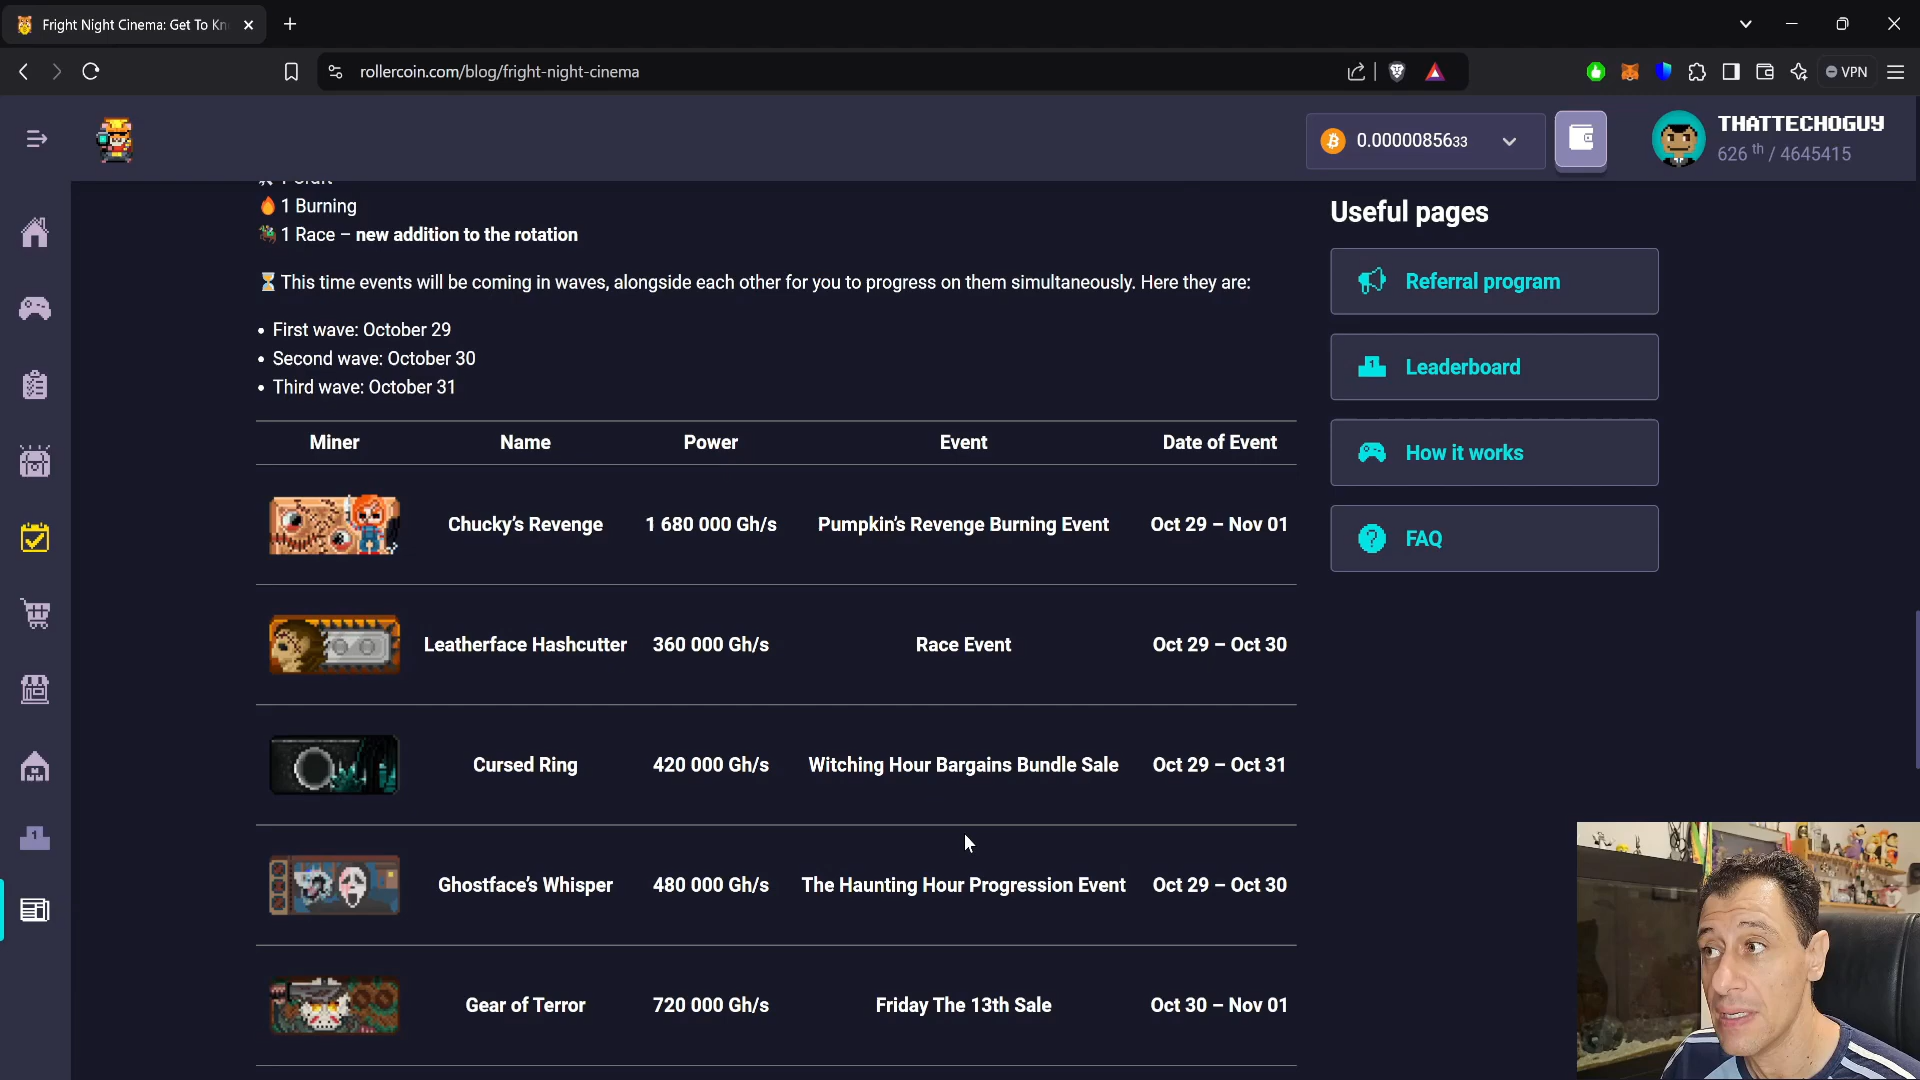 Fright Night Cinema: Get To Kn
rollercoin.com/blog/fright-night-cinema
VPN
0.0000085633
THATTECHOGUY
626 th / 4645415
1 Craft
1 Burning
1 Race – new addition to the rotation
This time events will be coming in waves, alongside each other for you to progress on them simultaneously. Here they are:
• First wave: October 29
• Second wave: October 30
• Third wave: October 31
Miner Name Power Event Date of Event
Chucky's Revenge 1 680 000 Gh/s Pumpkin's Revenge Burning Event Oct 29 – Nov 01
Leatherface Hashcutter 360 000 Gh/s Race Event Oct 29 – Oct 30
Cursed Ring 420 000 Gh/s Witching Hour Bargains Bundle Sale Oct 29 – Oct 31
Ghostface's Whisper 480 000 Gh/s The Haunting Hour Progression Event Oct 29 – Oct 30
Gear of Terror 720 000 Gh/s Friday The 13th Sale Oct 30 – Nov 01
Useful pages
Referral program
Leaderboard
How it works
FAQ